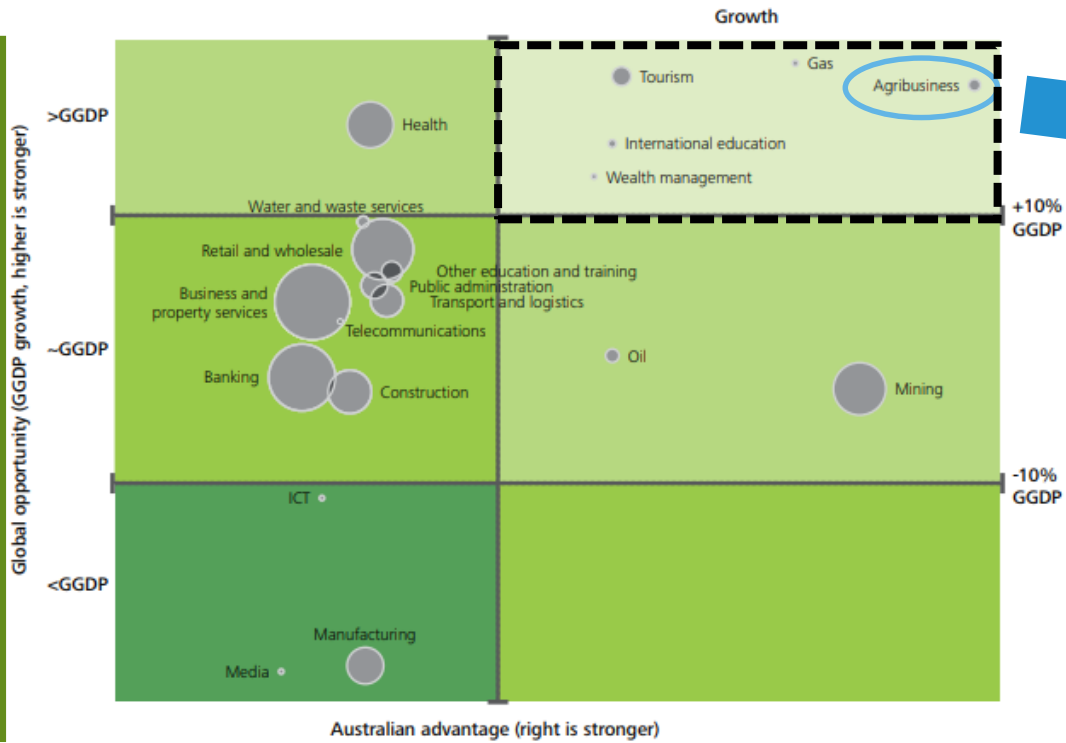 Growth
Global opportunity (GGDP growth, higher is stronger)
>GGDP
~GGDP
<GGDP
Gas
Tourism
Agribusiness
Health
International education
Wealth management
+10%
GGDP
Water and waste services
Retail and wholesale
Other education and training
Public administration
Business and
property services
Transport and logistics
Telecommunications
Oil
Banking
Construction
Mining
-10%
GGDP
ICT
Manufacturing
Media
Australian advantage (right is stronger)